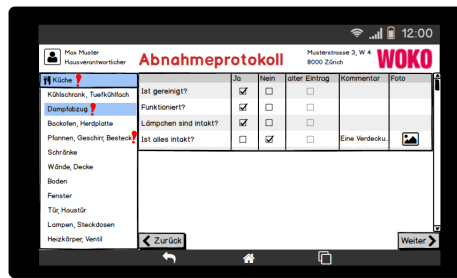 12:00
Max Muster
Hausverantwortlicher
Abnahmeprotokoll
Musterstrasse 3, W 4
8000 Zürich
WOKO
Küche
Kühlschrank, Tuefkühlfach
Dampfabzug
Backofen, Herdplatte
Pfannen, Geschirr, Besteck
Schränke
Wände, Decke
Boden
Fenster
Tür, Haustür
Lampen, Steckdosen
Heizkörper, Ventil
Ja Nein alter Eintrag Kommentar Foto
Ist gereinigt?
Funktioniert?
Lämpchen sind intakt?
Ist alles intakt? Eine Verdecku..
Zurück
Weiter